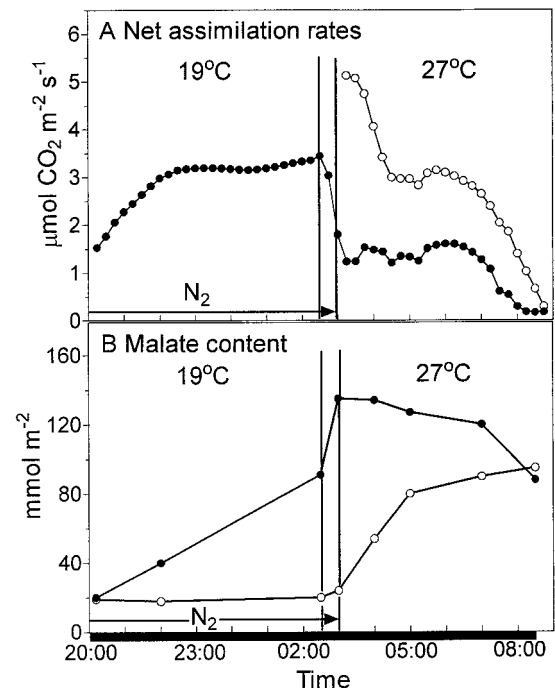 A Net assimilation rates
19°C 27°C
6
5
4
3
2
1
0
μmol CO₂ m⁻² s⁻¹
N₂
B Malate content
19°C 27°C
160
120
80
40
0
mmol m⁻²
N₂
20:00 23:00 02:00 05:00 08:00
Time